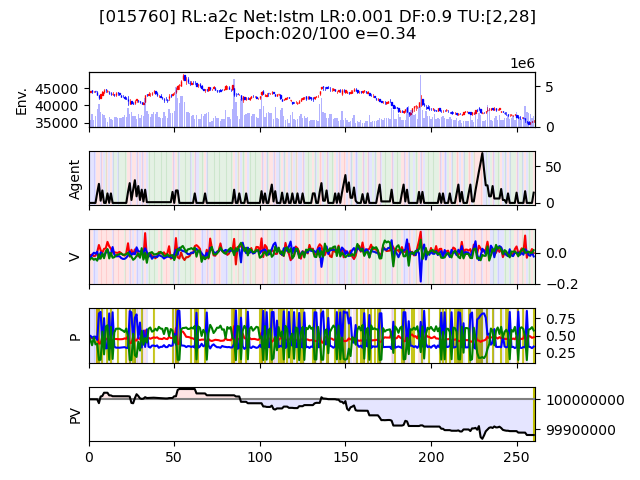 [015760] RL:a2c Net:lstm LR:0.001 DF:0.9 TU:[2,28]
Epoch:020/100 e=0.34
1e6
Env.
45000
40000
35000
5
0
Agent
50
0
V
0.0
−0.2
P
0.75
0.50
0.25
PV
100000000
99900000
0 50 100 150 200 250